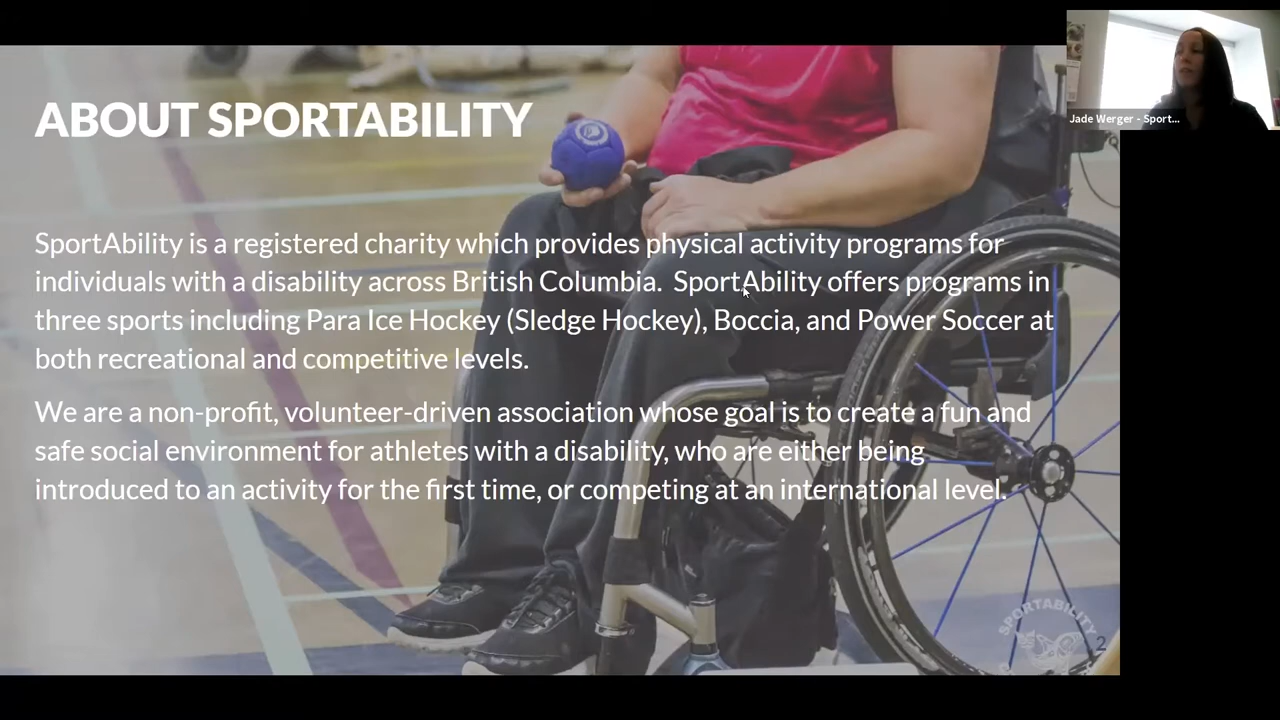 ABOUT SPORTABILITY
Jade Werger - Sport...
SportAbility is a registered charity which provides physical activity programs for
individuals with a disability across British Columbia.  SportAbility offers programs in
three sports including Para Ice Hockey (Sledge Hockey), Boccia, and Power Soccer at
both recreational and competitive levels.
We are a non-profit, volunteer-driven association whose goal is to create a fun and
safe social environment for athletes with a disability, who are either being
introduced to an activity for the first time, or competing at an international level.
SPORTABILITY
2